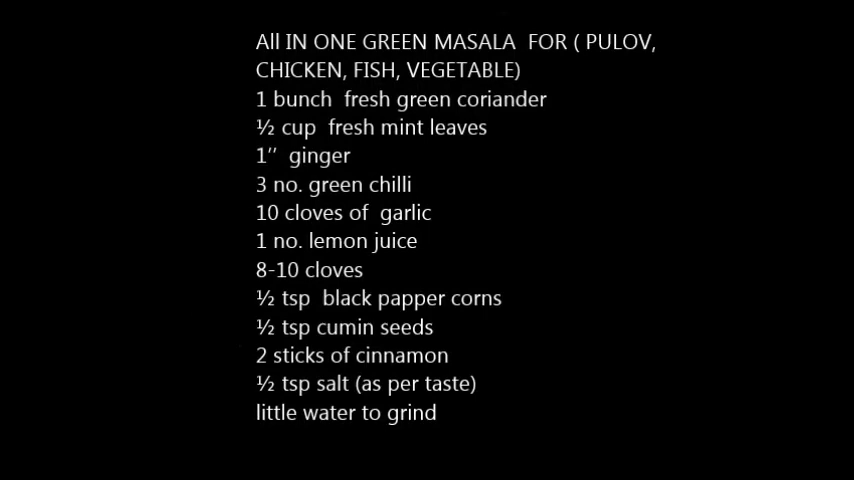 All IN ONE GREEN MASALA  FOR ( PULOV,
CHICKEN, FISH, VEGETABLE)
1 bunch  fresh green coriander
½ cup  fresh mint leaves
1’’  ginger
3 no. green chilli
10 cloves of  garlic
1 no. lemon juice
8-10 cloves
½ tsp  black papper corns
½ tsp cumin seeds
2 sticks of cinnamon
½ tsp salt (as per taste)
little water to grind